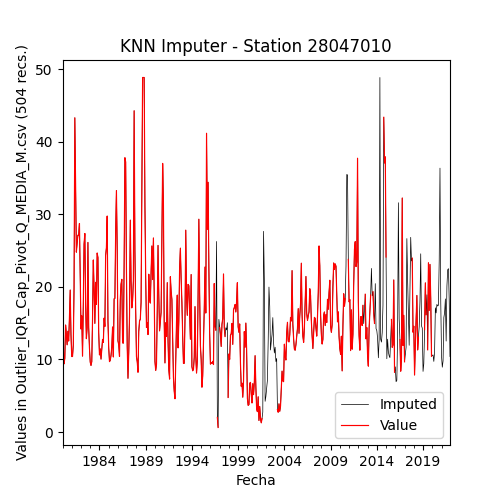 KNN Imputer - Station 28047010
Values in Outlier_IQR_Cap_Pivot_Q_MEDIA_M.csv (504 recs.)
50
40
30
20
10
0
Imputed
Value
1984 1989 1994 1999 2004 2009 2014 2019
Fecha